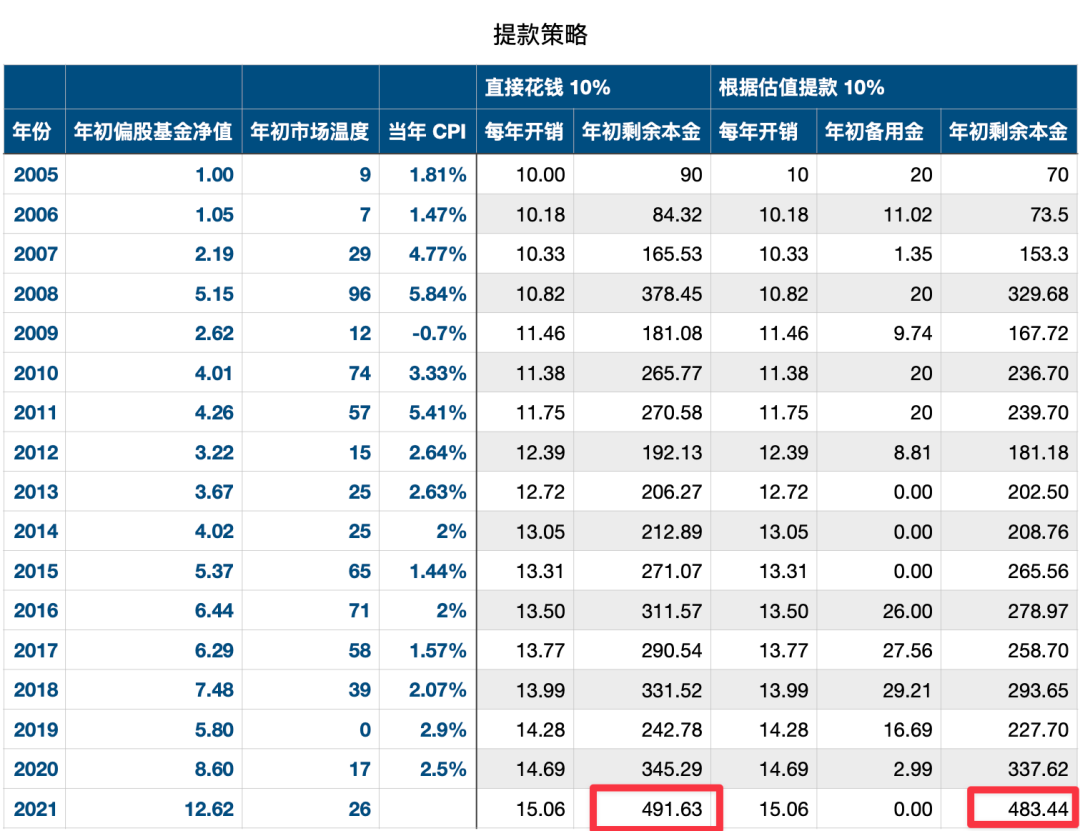 提款策略
直接花钱 10% 根据估值提款 10%
年份 年初偏股基金净值 年初市场温度 当年 CPI 每年开销 年初剩余本金 每年开销 年初备用金 年初剩余本金
2005 1.00 9 1.81% 10.00 90 10 20 70
2006 1.05 7 1.47% 10.18 84.32 10.18 11.02 73.5
2007 2.19 29 4.77% 10.33 165.53 10.33 1.35 153.3
2008 5.15 96 5.84% 10.82 378.45 10.82 20 329.68
2009 2.62 12 -0.7% 11.46 181.08 11.46 9.74 167.72
2010 4.01 74 3.33% 11.38 265.77 11.38 20 236.70
2011 4.26 57 5.41% 11.75 270.58 11.75 20 239.70
2012 3.22 15 2.64% 12.39 192.13 12.39 8.81 181.18
2013 3.67 25 2.63% 12.72 206.27 12.72 0.00 202.50
2014 4.02 25 2% 13.05 212.89 13.05 0.00 208.76
2015 5.37 65 1.44% 13.31 271.07 13.31 0.00 265.56
2016 6.44 71 2% 13.50 311.57 13.50 26.00 278.97
2017 6.29 58 1.57% 13.77 290.54 13.77 27.56 258.70
2018 7.48 39 2.07% 13.99 331.52 13.99 29.21 293.65
2019 5.80 0 2.9% 14.28 242.78 14.28 16.69 227.70
2020 8.60 17 2.5% 14.69 345.29 14.69 2.99 337.62
2021 12.62 26 15.06 491.63 15.06 0.00 483.44